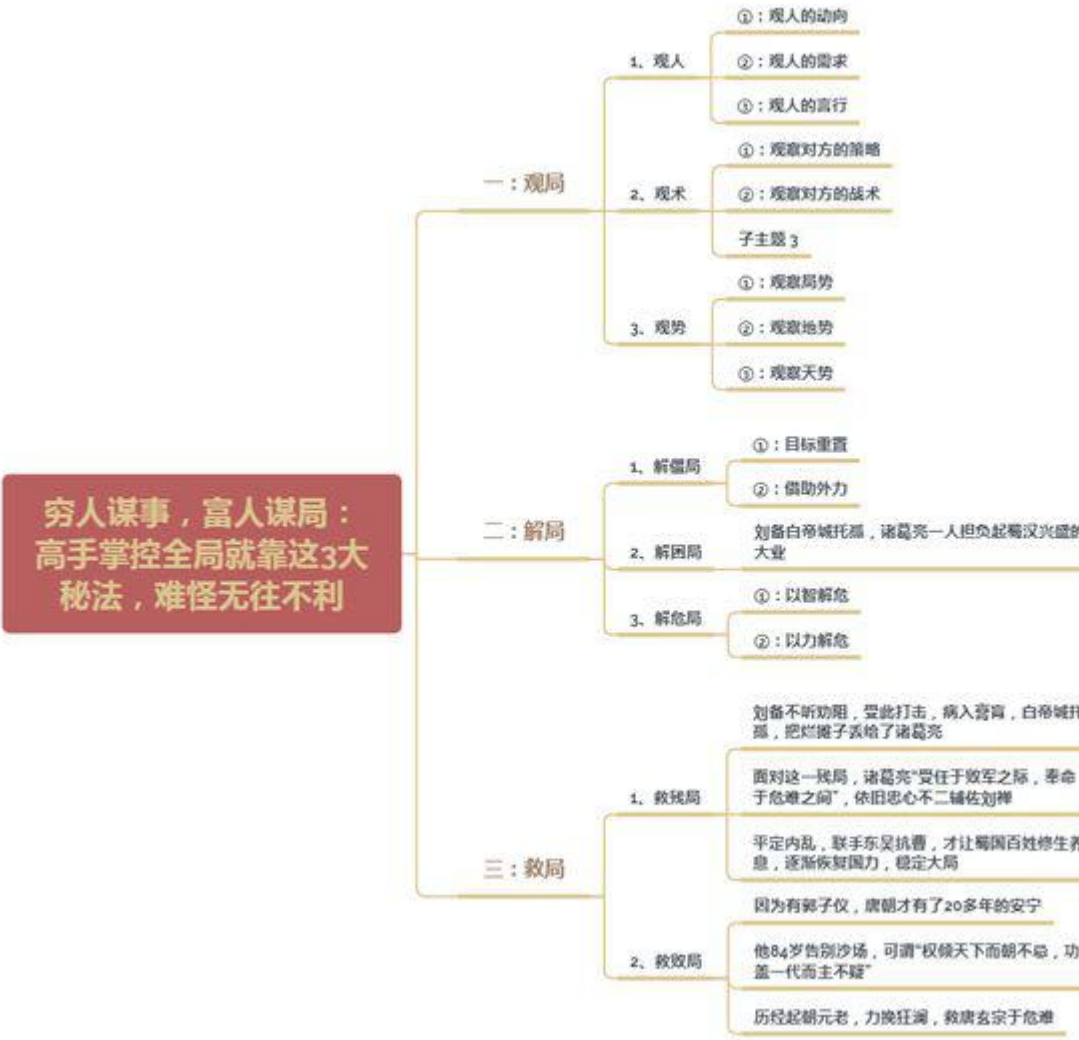 穷人谋事，富人谋局：
高手掌控全局就靠这3大
秘法，难怪无往不利
一：观局
1、观人
①：观人的动向
②：观人的需求
③：观人的言行
2、观术
①：观察对方的策略
②：观察对方的战术
子主题 3
3、观势
①：观察局势
②：观察地势
③：观察天势
二：解局
1、解僵局
①：目标重置
②：借助外力
2、解困局
刘备白帝城托孤，诸葛亮一人担负起蜀汉兴盛的
大业
3、解危局
①：以智解危
②：以力解危
三：救局
1、救残局
刘备不听劝阻，受此打击，病入膏肓，白帝城托
孤，把烂摊子丢给了诸葛亮
面对这一残局，诸葛亮“受任于败军之际，奉命
于危难之间”，依旧忠心不二辅佐刘禅
平定内乱，联手东吴抗曹，才让蜀国百姓修生养
息，逐渐恢复国力，稳定大局
2、救败局
因为有郭子仪，唐朝才有了20多年的安宁
他84岁告别沙场，可谓“权倾天下而朝不忌，功
盖一代而主不疑”
历经起朝元老，力挽狂澜，救唐玄宗于危难